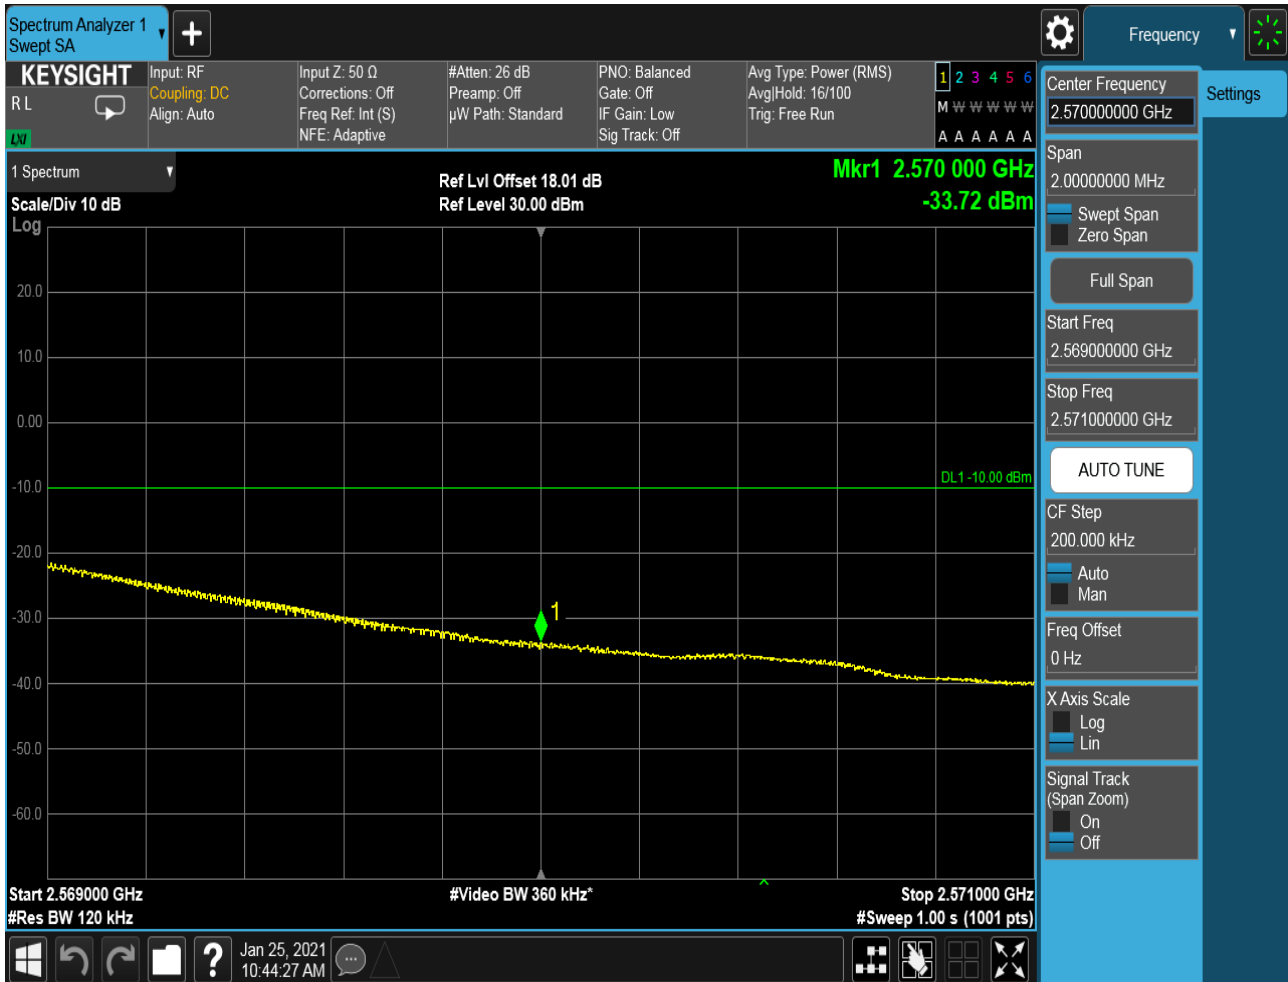 Spectrum Analyzer 1
Swept SA
Frequency
KEYSIGHT
R L
LXI
Input: RF
Coupling: DC
Align: Auto
Input Z: 50 Ω
Corrections: Off
Freq Ref: Int (S)
NFE: Adaptive
#Atten: 26 dB
Preamp: Off
µW Path: Standard
PNO: Balanced
Gate: Off
IF Gain: Low
Sig Track: Off
Avg Type: Power (RMS)
Avg|Hold: 16/100
Trig: Free Run
1 2 3 4 5 6
M W W W W W
A A A A A A
1 Spectrum
Scale/Div 10 dB
Log
Ref Lvl Offset 18.01 dB
Ref Level 30.00 dBm
Mkr1 2.570 000 GHz
-33.72 dBm
20.0
10.0
0.00
-10.0
-20.0
-30.0
-40.0
-50.0
-60.0
DL1 -10.00 dBm
1
Start 2.569000 GHz
#Res BW 120 kHz
#Video BW 360 kHz*
Stop 2.571000 GHz
#Sweep 1.00 s (1001 pts)
Center Frequency
2.570000000 GHz
Settings
Span
2.00000000 MHz
Swept Span
Zero Span
Full Span
Start Freq
2.569000000 GHz
Stop Freq
2.571000000 GHz
AUTO TUNE
CF Step
200.000 kHz
Auto
Man
Freq Offset
0 Hz
X Axis Scale
Log
Lin
Signal Track
(Span Zoom)
On
Off
?
Jan 25, 2021
10:44:27 AM